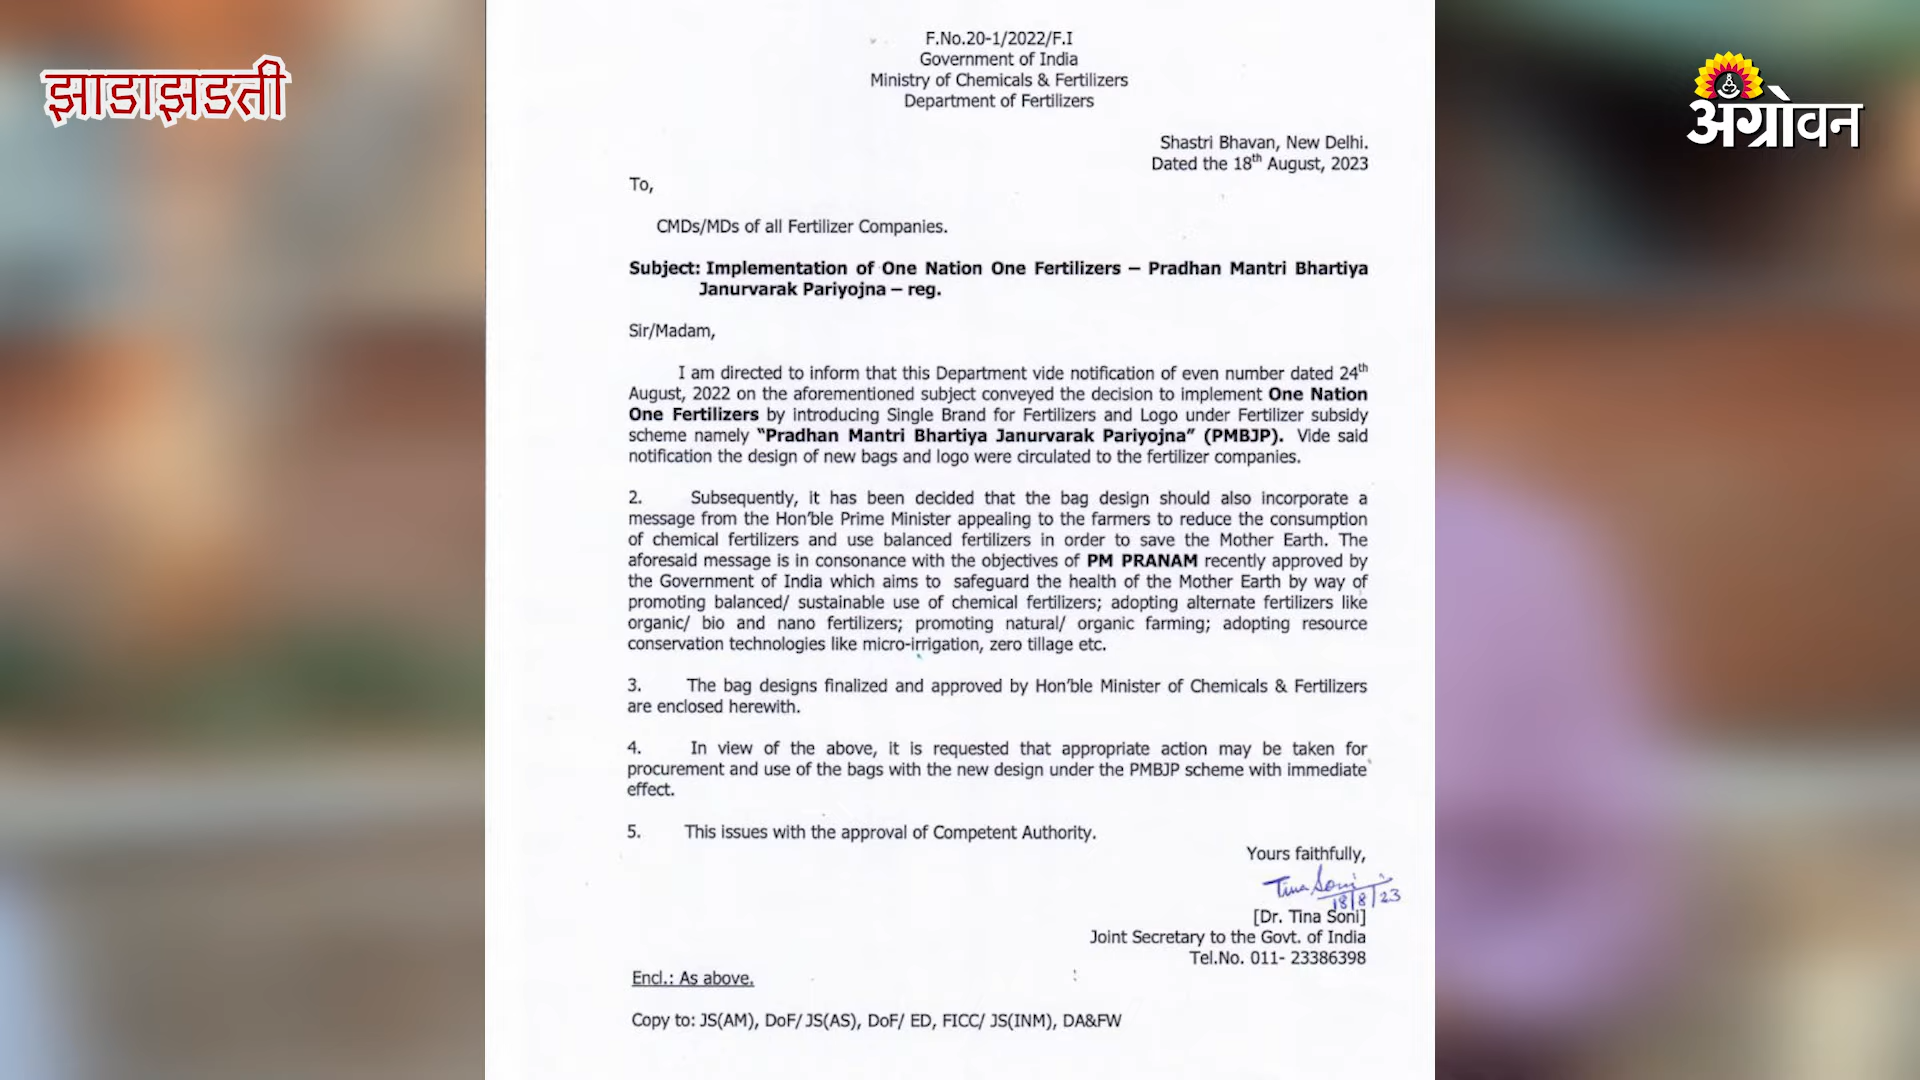 झाडाझडती
अॅग्रोवन
F.No.20-1/2022/F.I
Government of India
Ministry of Chemicals & Fertilizers
Department of Fertilizers
Shastri Bhavan, New Delhi.
Dated the 18th August, 2023
To,
CMDs/MDs of all Fertilizer Companies.
Subject: Implementation of One Nation One Fertilizers – Pradhan Mantri Bhartiya
Janurvarak Pariyojna – reg.
Sir/Madam,
I am directed to inform that this Department vide notification of even number dated 24th
August, 2022 on the aforementioned subject conveyed the decision to implement One Nation
One Fertilizers by introducing Single Brand for Fertilizers and Logo under Fertilizer subsidy
scheme namely “Pradhan Mantri Bhartiya Janurvarak Pariyojna” (PMBJP). Vide said
notification the design of new bags and logo were circulated to the fertilizer companies.
2. Subsequently, it has been decided that the bag design should also incorporate a
message from the Hon’ble Prime Minister appealing to the farmers to reduce the consumption
of chemical fertilizers and use balanced fertilizers in order to save the Mother Earth. The
aforesaid message is in consonance with the objectives of PM PRANAM recently approved by
the Government of India which aims to safeguard the health of the Mother Earth by way of
promoting balanced/ sustainable use of chemical fertilizers; adopting alternate fertilizers like
organic/ bio and nano fertilizers; promoting natural/ organic farming; adopting resource
conservation technologies like micro-irrigation, zero tillage etc.
3. The bag designs finalized and approved by Hon’ble Minister of Chemicals & Fertilizers
are enclosed herewith.
4. In view of the above, it is requested that appropriate action may be taken for
procurement and use of the bags with the new design under the PMBJP scheme with immediate
effect.
5. This issues with the approval of Competent Authority.
Yours faithfully,
Tina Soni
18/8/23
[Dr. Tina Soni]
Joint Secretary to the Govt. of India
Tel.No. 011- 23386398
Encl.: As above.
Copy to: JS(AM), DoF/ JS(AS), DoF/ ED, FICC/ JS(INM), DA&FW